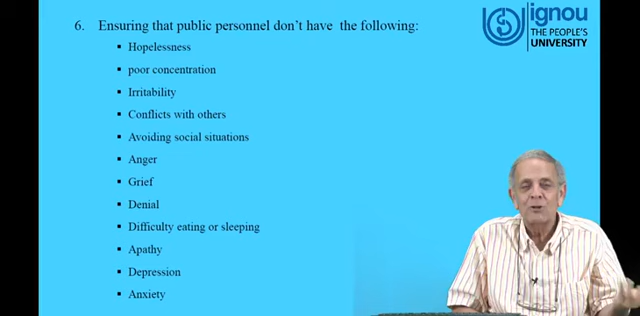 6. Ensuring that public personnel don't have the following:
▪ Hopelessness
▪ poor concentration
▪ Irritability
▪ Conflicts with others
▪ Avoiding social situations
▪ Anger
▪ Grief
▪ Denial
▪ Difficulty eating or sleeping
▪ Apathy
▪ Depression
▪ Anxiety
ignou
THE PEOPLE'S
UNIVERSITY